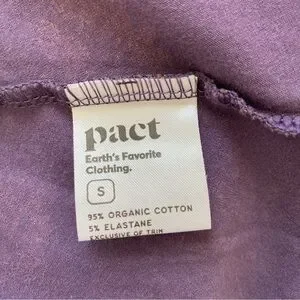 pact
Earth's Favorite
Clothing.
S
95% ORGANIC COTTON
5% ELASTANE
EXCLUSIVE OF TRIM